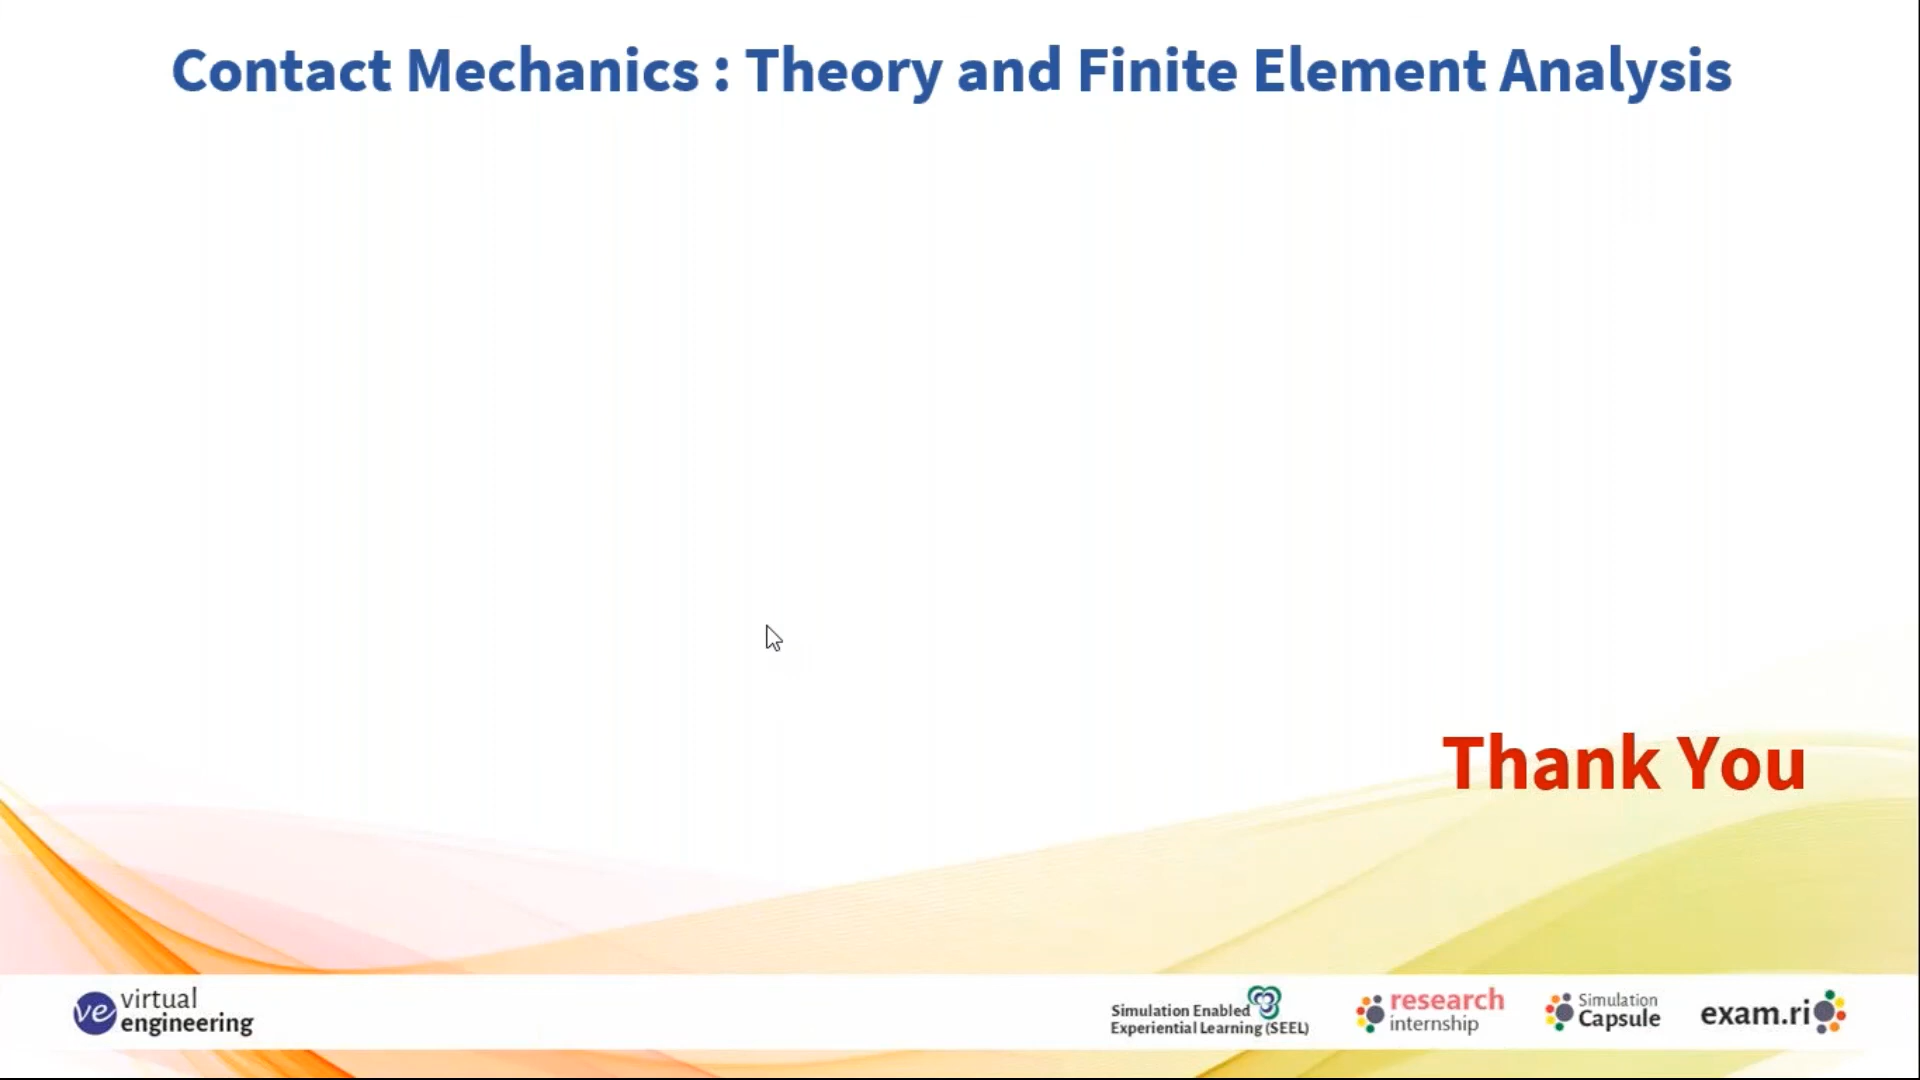 Contact Mechanics : Theory and Finite Element Analysis
Thank You
ve virtual
engineering
Simulation Enabled
Experiential Learning (SEEL)
research
internship
Simulation
Capsule
exam.ri